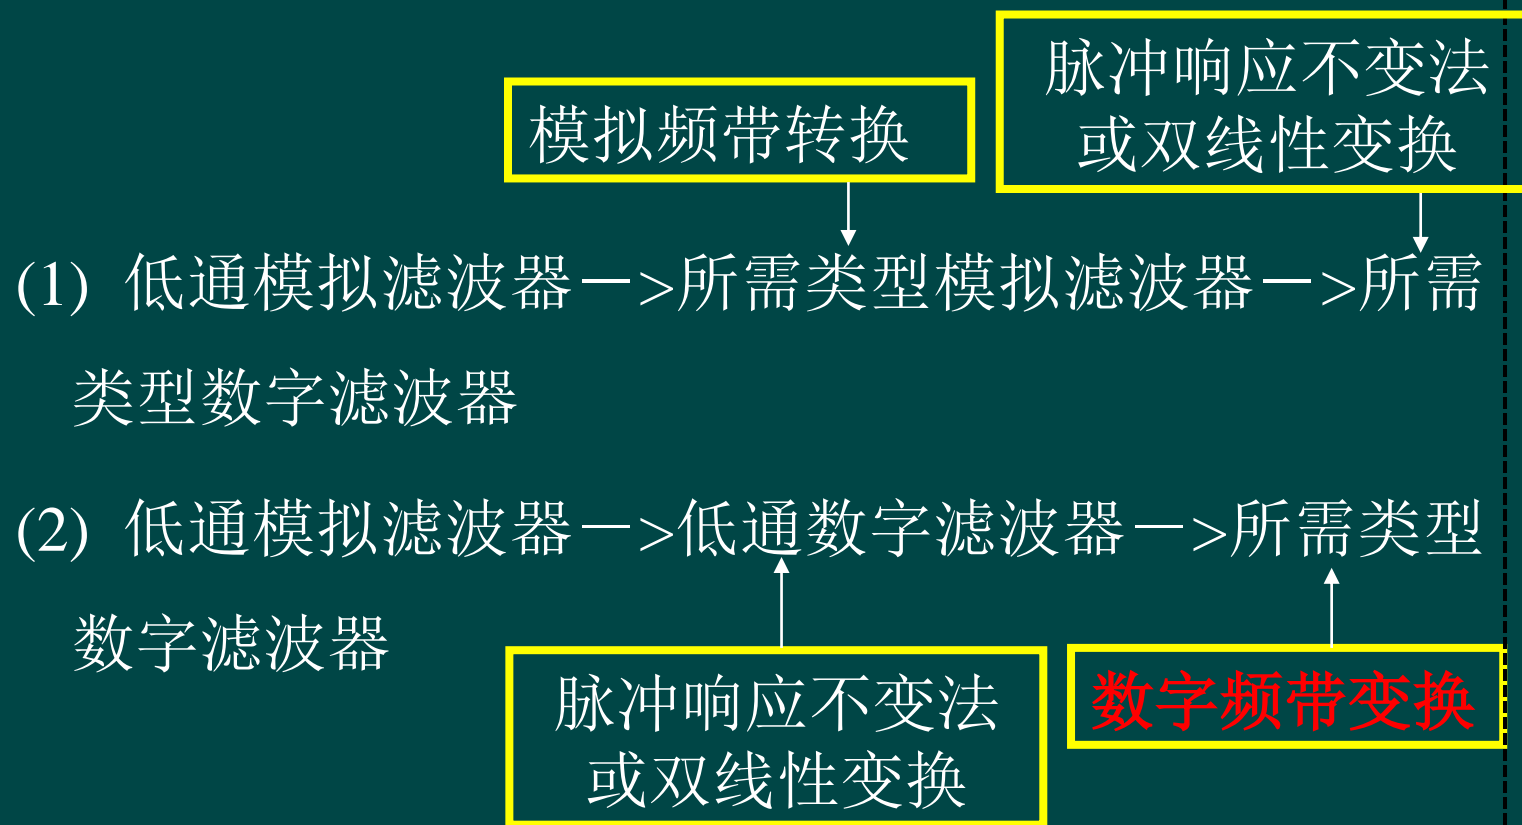 脉冲响应不变法
或双线性变换
模拟频带转换
(1) 低通模拟滤波器－>所需类型模拟滤波器－>所需
类型数字滤波器
(2) 低通模拟滤波器－>低通数字滤波器－>所需类型
数字滤波器
脉冲响应不变法
或双线性变换
数字频带变换